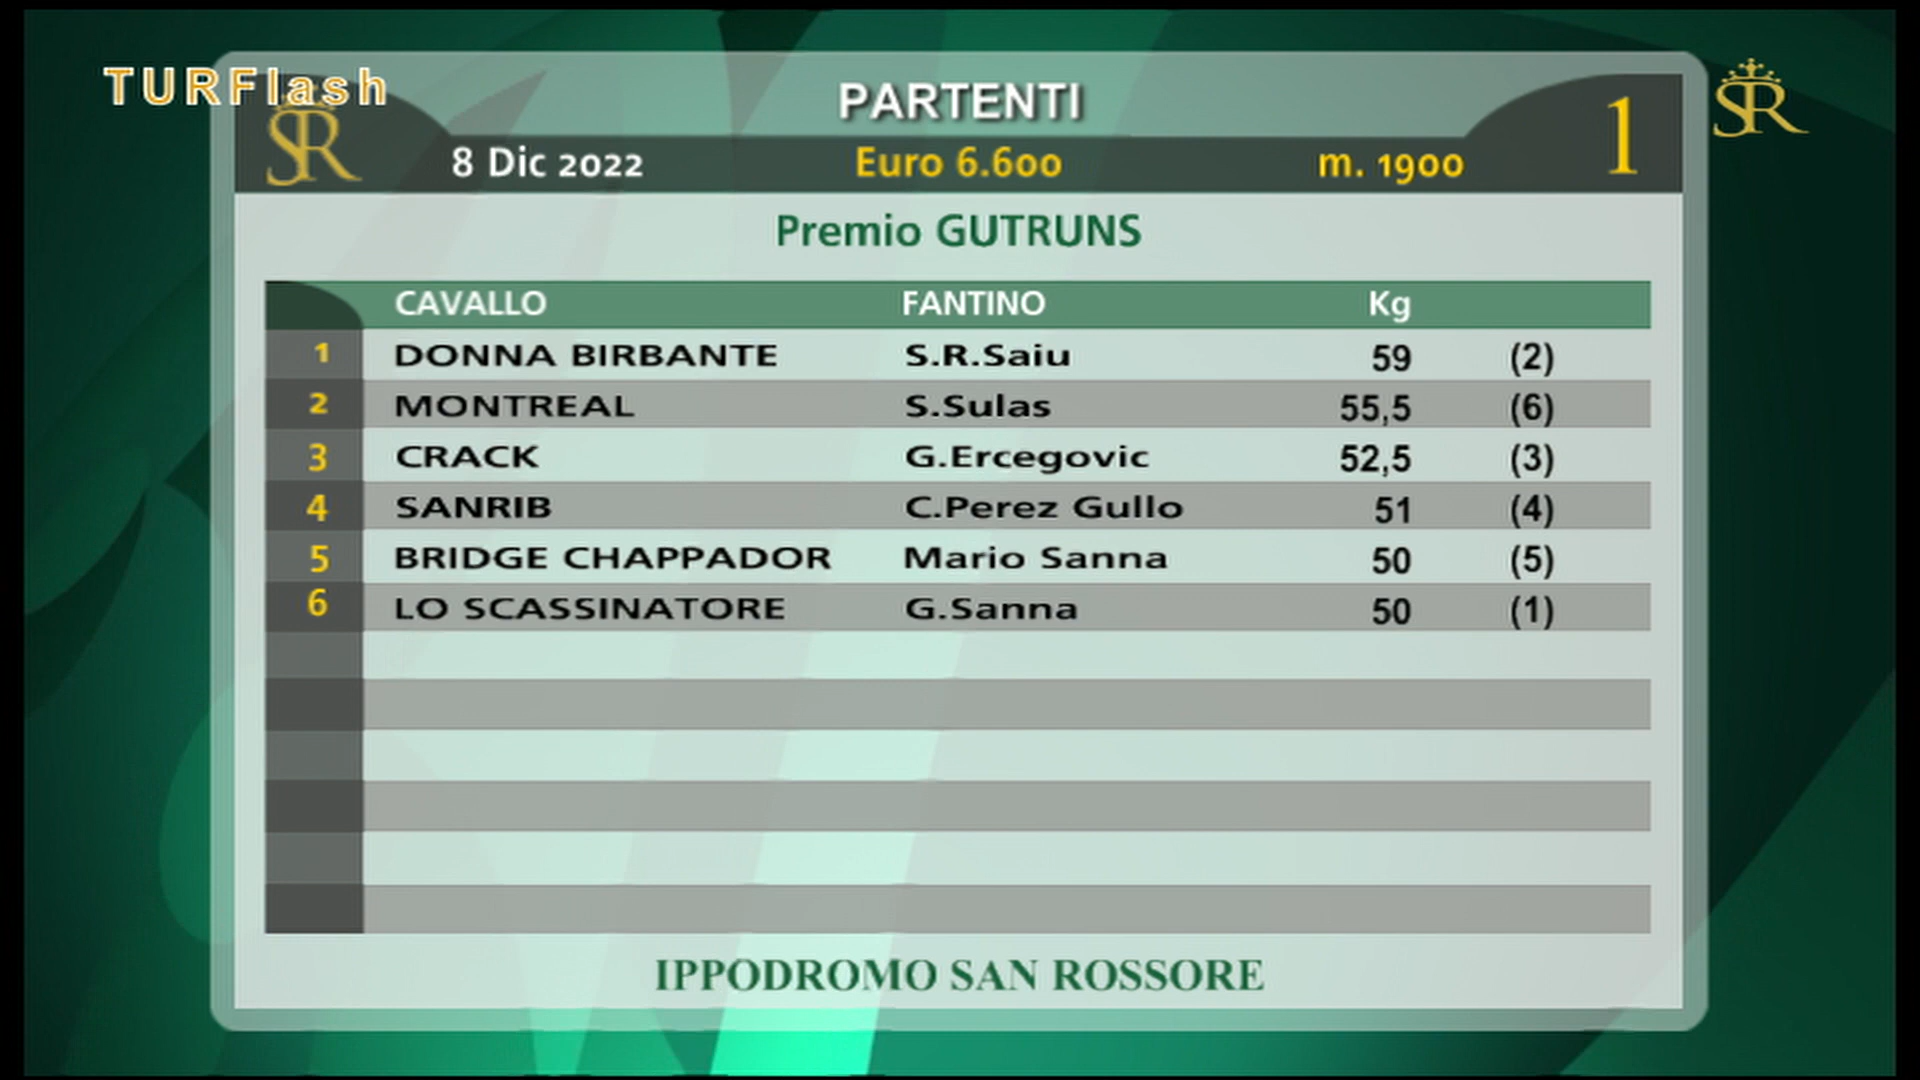 TURFlash
SR
PARTENTI
1
SR
8 Dic 2022 Euro 6.600 m. 1900
Premio GUTRUNS
CAVALLO FANTINO Kg
1 DONNA BIRBANTE S.R.Saiu 59 (2)
2 MONTREAL S.Sulas 55,5 (6)
3 CRACK G.Ercegovic 52,5 (3)
4 SANRIB C.Perez Gullo 51 (4)
5 BRIDGE CHAPPADOR Mario Sanna 50 (5)
6 LO SCASSINATORE G.Sanna 50 (1)
IPPODROMO SAN ROSSORE